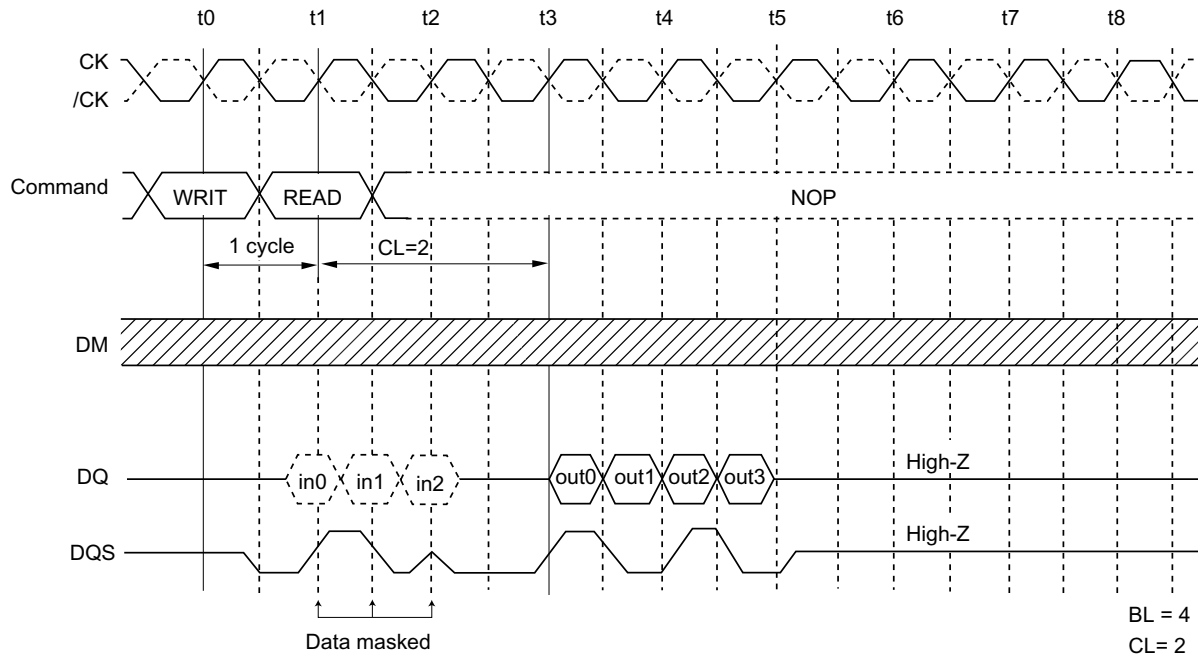 t0 t1 t2 t3 t4 t5 t6 t7 t8
CK
/CK
Command WRIT READ NOP
1 cycle CL=2
DM
DQ in0 in1 in2 out0 out1 out2 out3 High-Z
DQS High-Z
Data masked
BL = 4
CL= 2